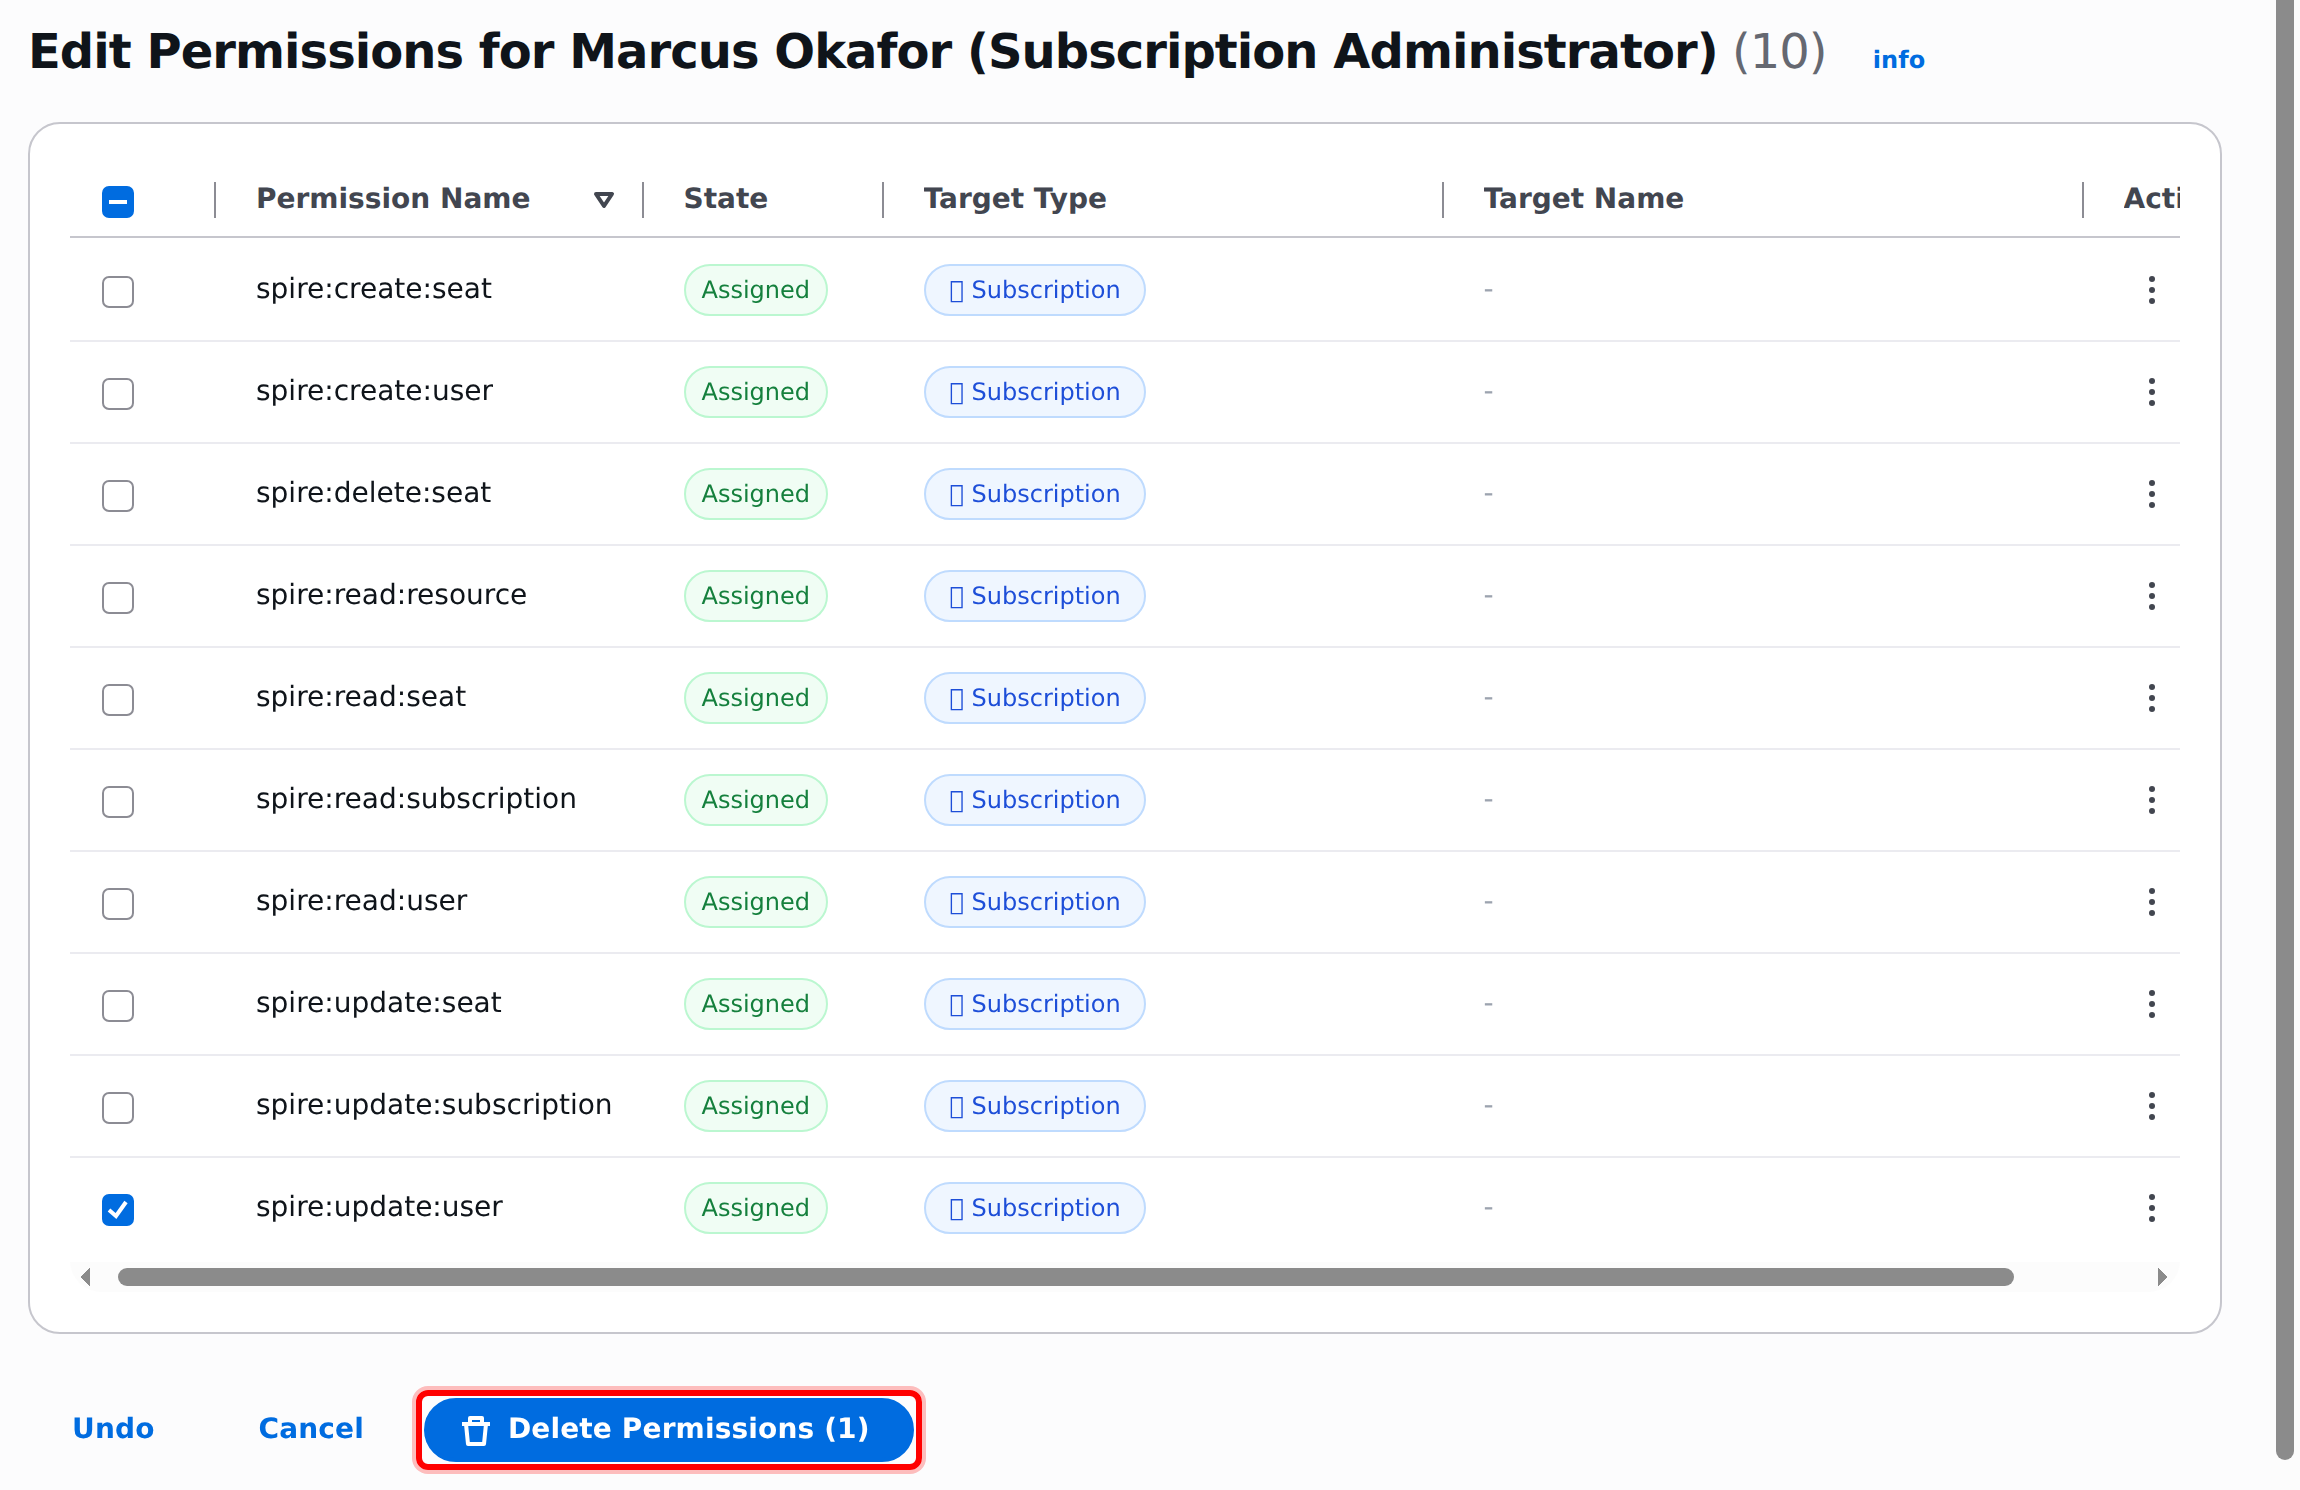 Edit Permissions for Marcus Okafor (Subscription Administrator) (10) info
Permission Name State Target Type Target Name Acti
spire:create:seat Assigned Subscription -
spire:create:user Assigned Subscription -
spire:delete:seat Assigned Subscription -
spire:read:resource Assigned Subscription -
spire:read:seat Assigned Subscription -
spire:read:subscription Assigned Subscription -
spire:read:user Assigned Subscription -
spire:update:seat Assigned Subscription -
spire:update:subscription Assigned Subscription -
spire:update:user Assigned Subscription -
Undo Cancel Delete Permissions (1)